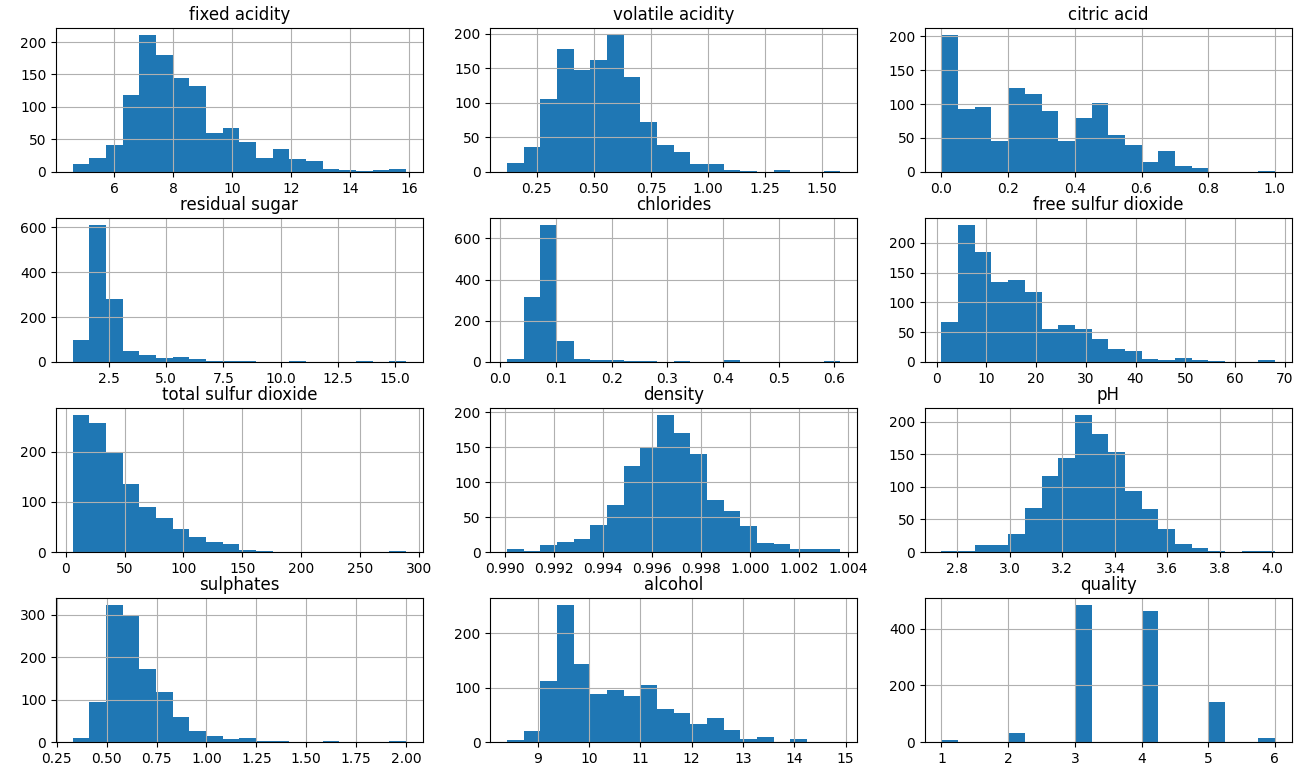 fixed acidity volatile acidity citric acid
200 150 100 50 0
6 8 10 12 14 16
200 150 100 50 0
0.25 0.50 0.75 1.00 1.25 1.50
200 150 100 50 0
0.0 0.2 0.4 0.6 0.8 1.0
residual sugar chlorides free sulfur dioxide
600 400 200 0
2.5 5.0 7.5 10.0 12.5 15.0
600 400 200 0
0.0 0.1 0.2 0.3 0.4 0.5 0.6
200 150 100 50 0
0 10 20 30 40 50 60 70
total sulfur dioxide density pH
200 100 0
0 50 100 150 200 250 300
200 150 100 50 0
0.990 0.992 0.994 0.996 0.998 1.000 1.002 1.004
200 150 100 50 0
2.8 3.0 3.2 3.4 3.6 3.8 4.0
sulphates alcohol quality
300 200 100 0
0.25 0.50 0.75 1.00 1.25 1.50 1.75 2.00
200 100 0
9 10 11 12 13 14 15
400 200 0
1 2 3 4 5 6